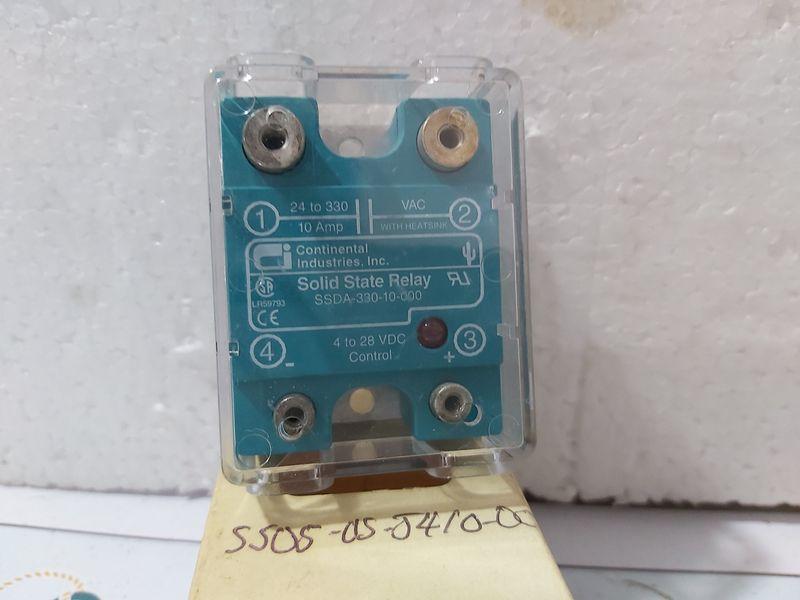 1 24 to 330 VAC 2
10 Amp WITH HEATSINK
Continental
Industries, Inc.
Solid State Relay
SSDA-330-10-000
LR59793
4 to 28 VDC
Control
4 - + 3